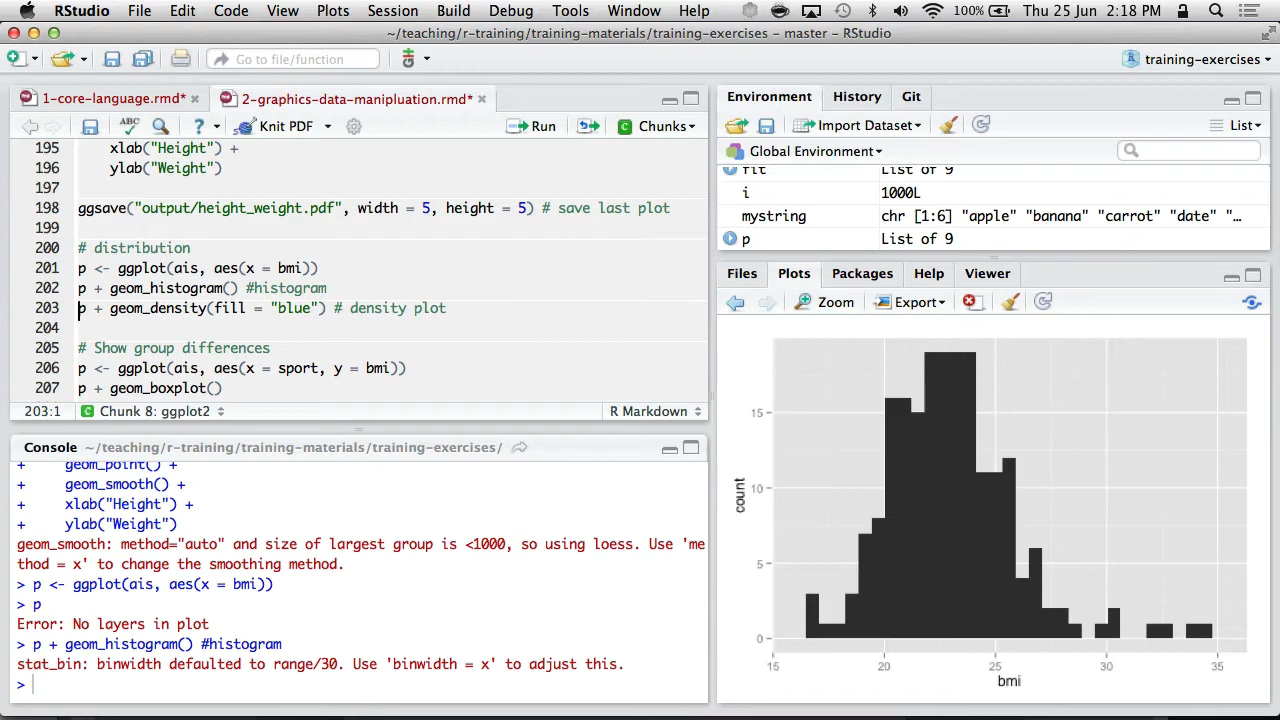 RStudio File Edit Code View Plots Session Build Debug Tools Window Help 100% Thu 25 Jun 2:18 PM
~/teaching/r-training/training-materials/training-exercises - master - RStudio
Go to file/function training-exercises
1-core-language.rmd* 2-graphics-data-manipluation.rmd*
ABC ? Knit PDF Run Chunks
195 xlab("Height") +
196 ylab("Weight")
197
198 ggsave("output/height_weight.pdf", width = 5, height = 5) # save last plot
199
200 # distribution
201 p <- ggplot(ais, aes(x = bmi))
202 p + geom_histogram() #histogram
203 p + geom_density(fill = "blue") # density plot
204
205 # Show group differences
206 p <- ggplot(ais, aes(x = sport, y = bmi))
207 p + geom_boxplot()
203:1 C Chunk 8: ggplot2 R Markdown
Console ~/teaching/r-training/training-materials/training-exercises/
+ geom_point() +
+ geom_smooth() +
+ xlab("Height") +
+ ylab("Weight")
geom_smooth: method="auto" and size of largest group is <1000, so using loess. Use 'me
thod = x' to change the smoothing method.
> p <- ggplot(ais, aes(x = bmi))
> p
Error: No layers in plot
> p + geom_histogram() #histogram
stat_bin: binwidth defaulted to range/30. Use 'binwidth = x' to adjust this.
>
Environment History Git
Import Dataset List
Global Environment
fit List of 9
i 1000L
mystring chr [1:6] "apple" "banana" "carrot" "date" "…
p List of 9
Files Plots Packages Help Viewer
Zoom Export
15
10
5
0
count
15 20 25 30 35
bmi